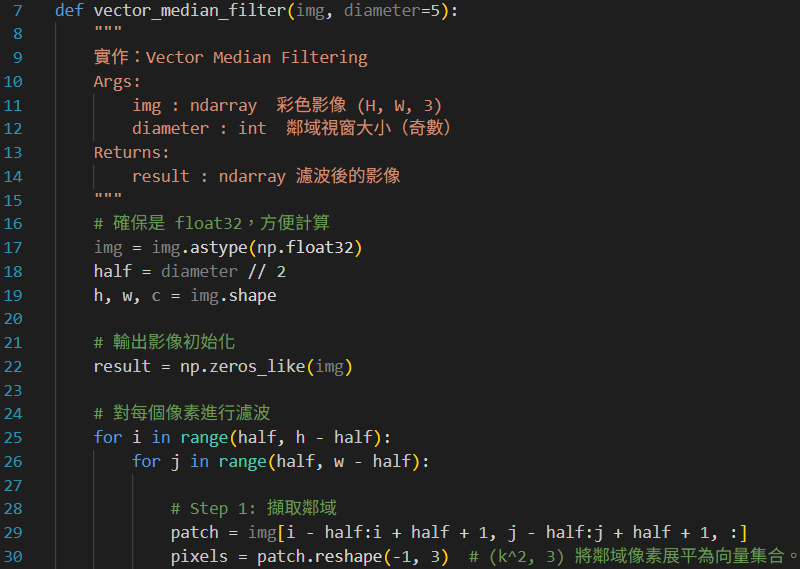 7 def vector_median_filter(img, diameter=5):
8     """
9     實作：Vector Median Filtering
10     Args:
11         img : ndarray  彩色影像 (H, W, 3)
12         diameter : int  鄰域視窗大小（奇數）
13     Returns:
14         result : ndarray 濾波後的影像
15     """
16     # 確保是 float32，方便計算
17     img = img.astype(np.float32)
18     half = diameter // 2
19     h, w, c = img.shape
20
21     # 輸出影像初始化
22     result = np.zeros_like(img)
23
24     # 對每個像素進行濾波
25     for i in range(half, h - half):
26         for j in range(half, w - half):
27
28             # Step 1: 擷取鄰域
29             patch = img[i - half:i + half + 1, j - half:j + half + 1, :]
30             pixels = patch.reshape(-1, 3)  # (k^2, 3) 將鄰域像素展平為向量集合。